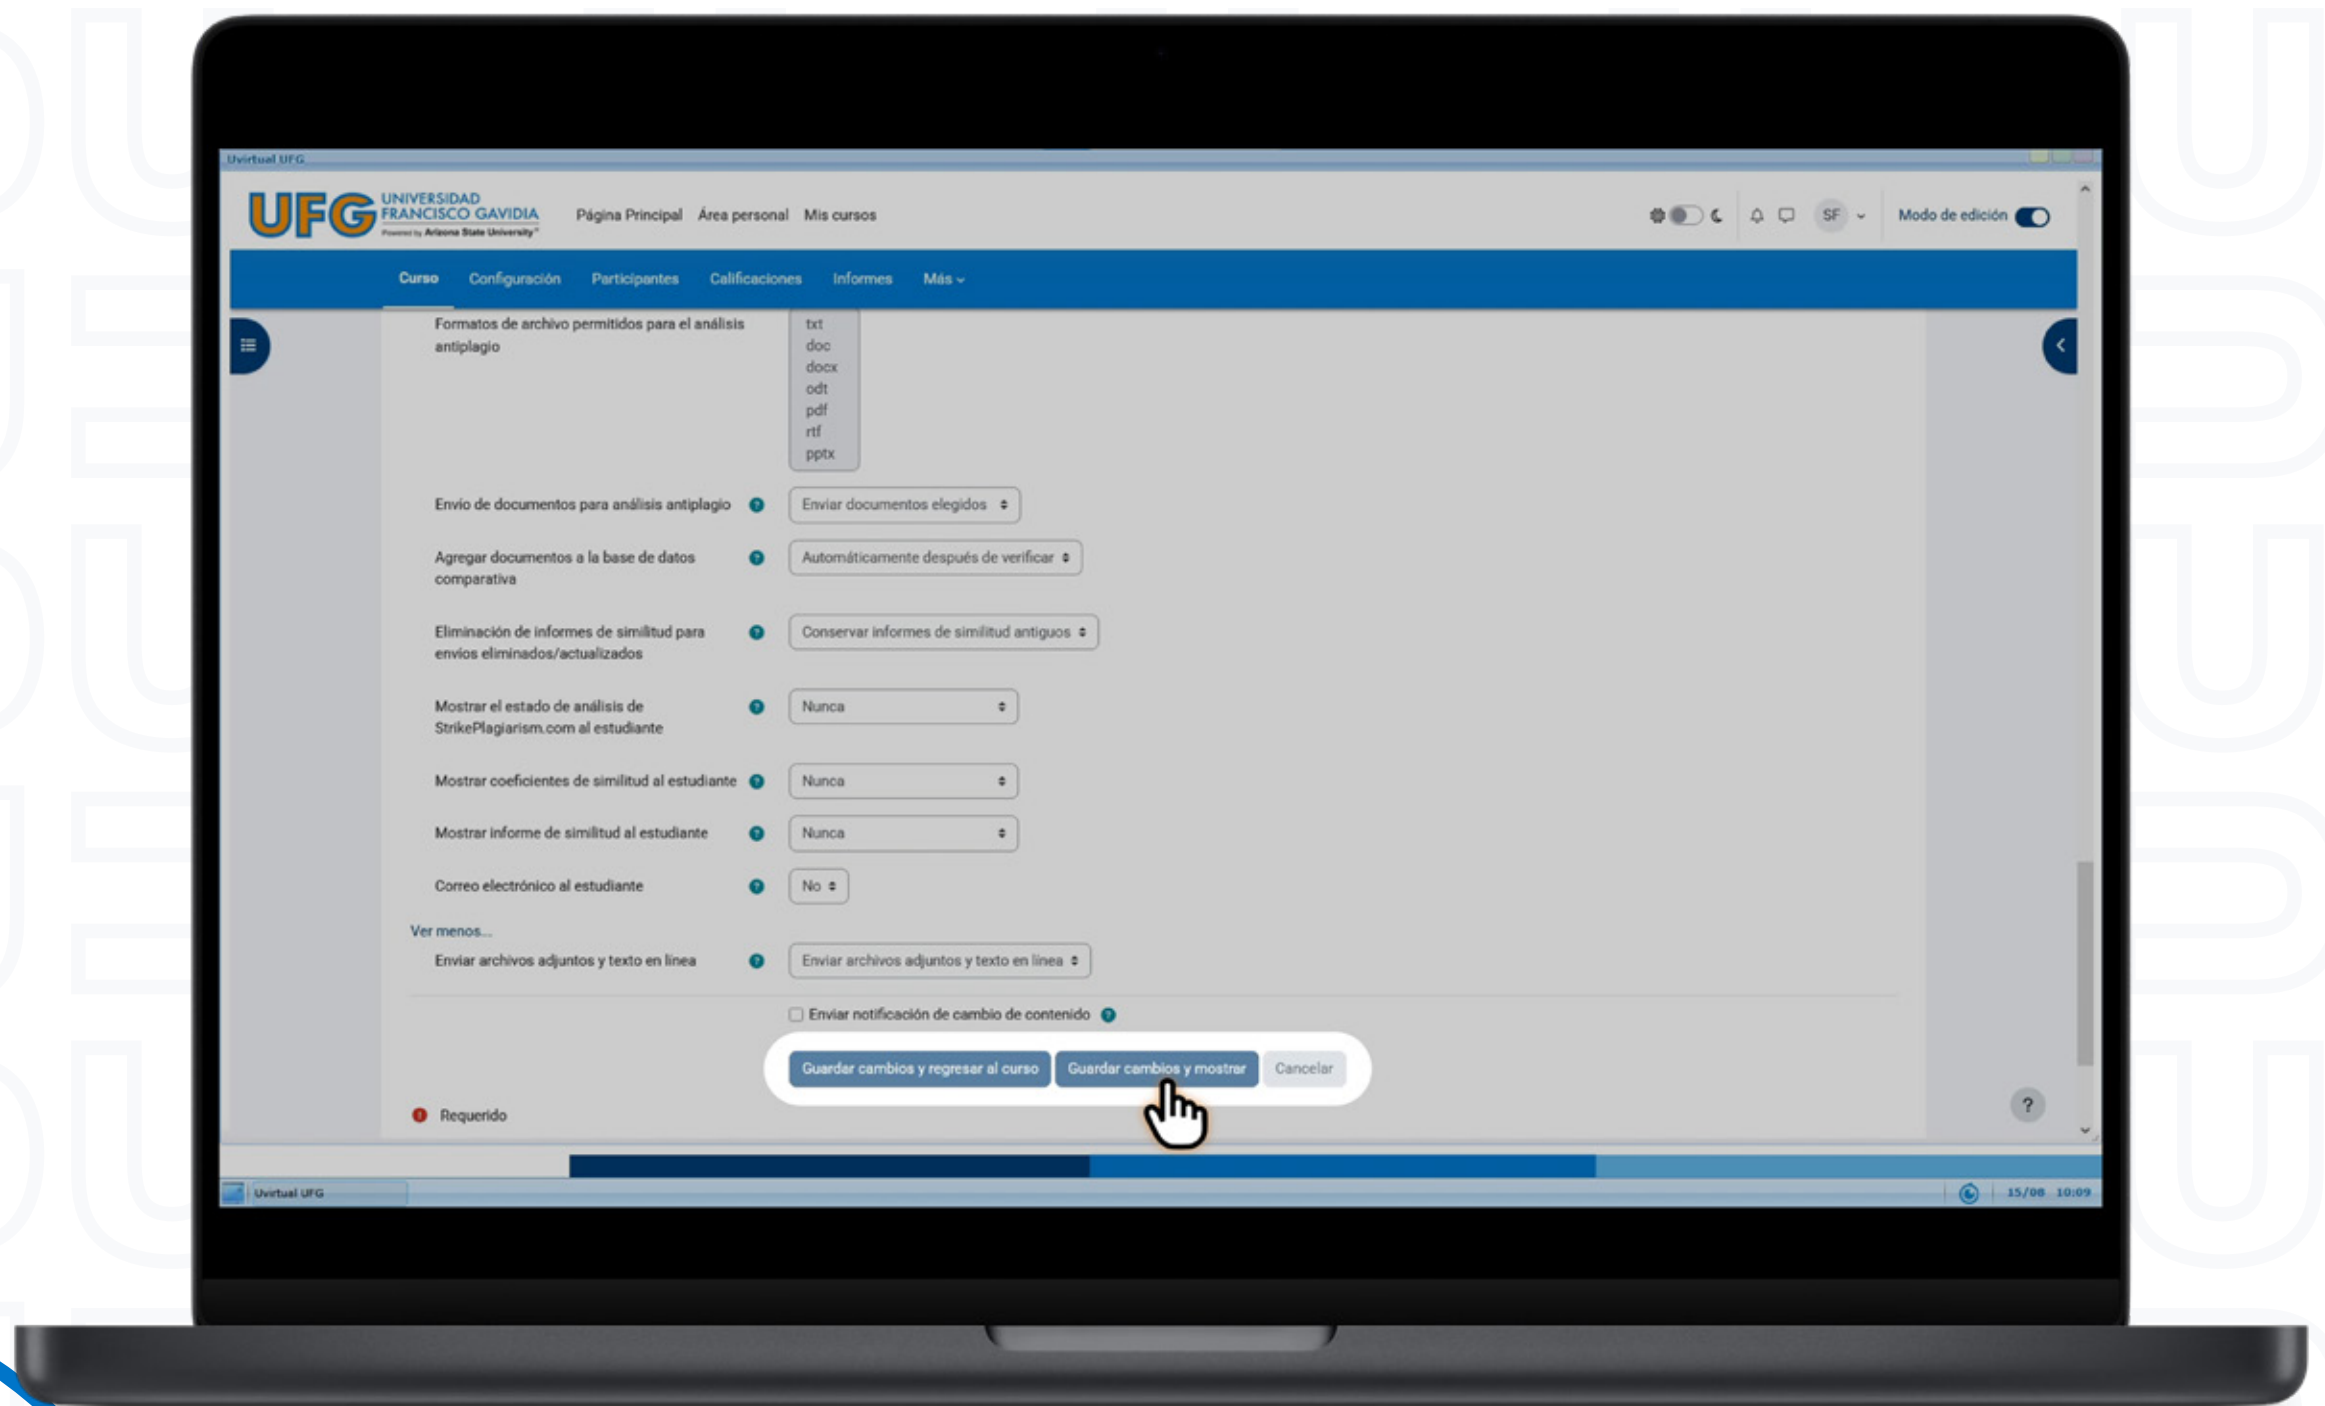 Uvirtual UFG
UFG UNIVERSIDAD
FRANCISCO GAVIDIA
Powered by Arizona State University
Página Principal Área personal Mis cursos
SF Modo de edición
Curso Configuración Participantes Calificaciones Informes Más
Formatos de archivo permitidos para el análisis
antiplagio
txt
doc
docx
odt
pdf
rtf
pptx
Envío de documentos para análisis antiplagio ? Enviar documentos elegidos
Agregar documentos a la base de datos
comparativa
? Automáticamente después de verificar
Eliminación de informes de similitud para
envíos eliminados/actualizados
? Conservar informes de similitud antiguos
Mostrar el estado de análisis de
StrikePlagiarism.com al estudiante
? Nunca
Mostrar coeficientes de similitud al estudiante ? Nunca
Mostrar informe de similitud al estudiante ? Nunca
Correo electrónico al estudiante ? No
Ver menos...
Enviar archivos adjuntos y texto en línea ? Enviar archivos adjuntos y texto en línea
Enviar notificación de cambio de contenido ?
Guardar cambios y regresar al curso Guardar cambios y mostrar Cancelar
! Requerido
?
Uvirtual UFG 15/08 10:09